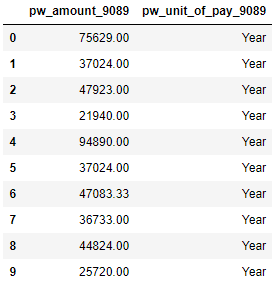 pw_amount_9089 pw_unit_of_pay_9089
0 75629.00 Year
1 37024.00 Year
2 47923.00 Year
3 21940.00 Year
4 94890.00 Year
5 37024.00 Year
6 47083.33 Year
7 36733.00 Year
8 44824.00 Year
9 25720.00 Year